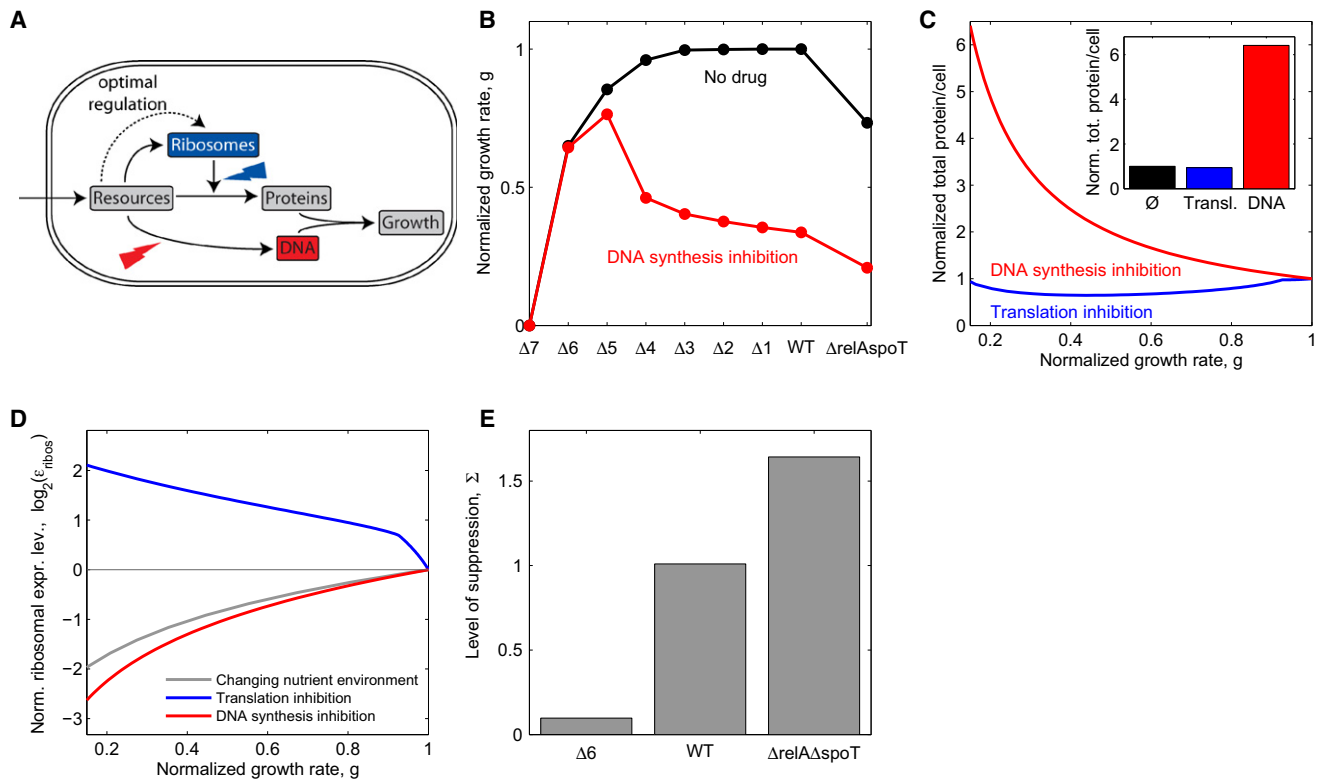 A
optimal
regulation
Ribosomes
Resources
Proteins
Growth
DNA
B
Normalized growth rate, g
1
0.5
0
No drug
DNA synthesis inhibition
Δ7 Δ6 Δ5 Δ4 Δ3 Δ2 Δ1 WT ΔrelAspoT
C
Normalized total protein/cell
6
5
4
3
2
1
0
Norm. tot. protein/cell
6
4
2
0
Ø Transl. DNA
DNA synthesis inhibition
Translation inhibition
0.2 0.4 0.6 0.8 1
Normalized growth rate, g
D
Norm. ribosomal expr. lev., log2(εribos)
2
1
0
−1
−2
−3
Changing nutrient environment
Translation inhibition
DNA synthesis inhibition
0.2 0.4 0.6 0.8 1
Normalized growth rate, g
E
Level of suppression, Σ
1.5
1
0.5
0
Δ6 WT ΔrelAΔspoT